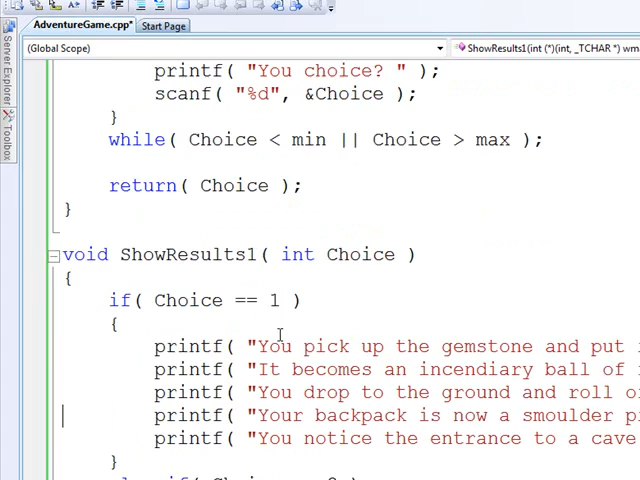 AdventureGame.cpp* Start Page
(Global Scope) ShowResults1(int (*)(int, _TCHAR *) wm
Server Explorer
Toolbox
printf( "You choice? " );
scanf( "%d", &Choice );
}
while( Choice < min || Choice > max );
return( Choice );
}
void ShowResults1( int Choice )
{
if( Choice == 1 )
{
printf( "You pick up the gemstone and put
printf( "It becomes an incendiary ball of
printf( "You drop to the ground and roll
printf( "Your backpack is now a smoulder
printf( "You notice the entrance to a cave
}